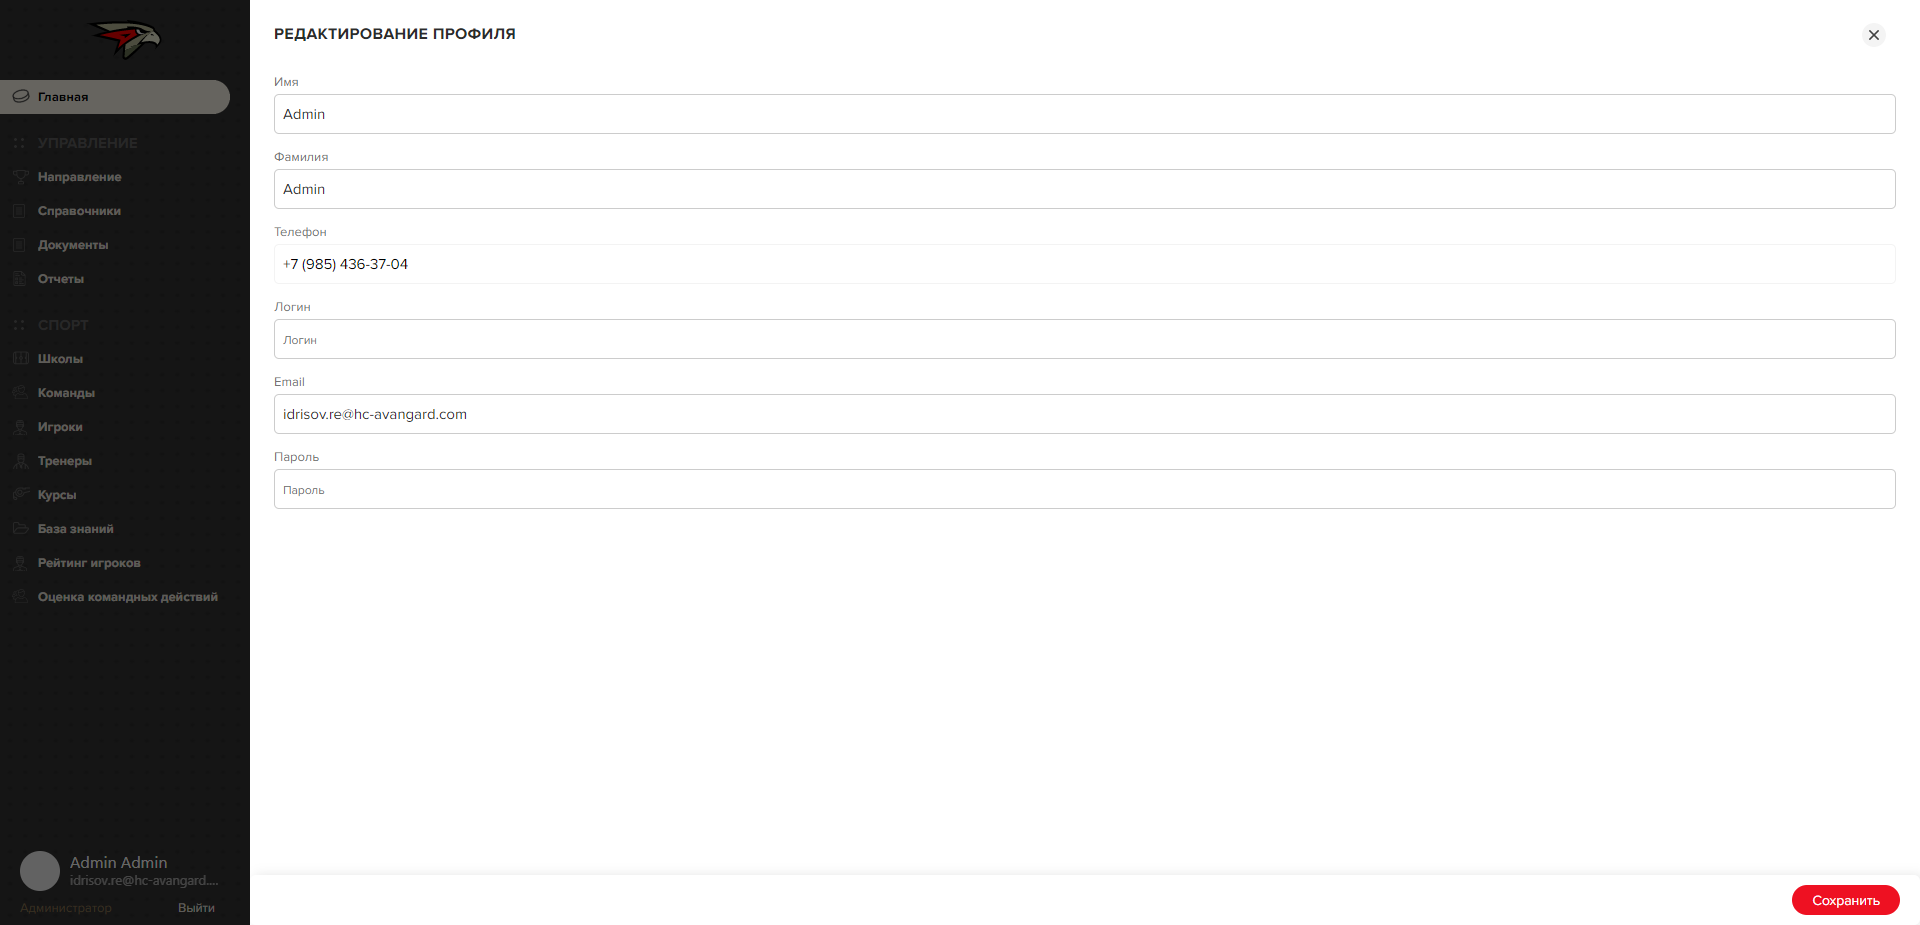 Главная
УПРАВЛЕНИЕ
Направление
Справочники
Документы
Отчеты
СПОРТ
Школы
Команды
Игроки
Тренеры
Курсы
База знаний
Рейтинг игроков
Оценка командных действий
Admin Admin
idrisov.re@hc-avangard....
Администратор
Выйти
РЕДАКТИРОВАНИЕ ПРОФИЛЯ
Имя
Admin
Фамилия
Admin
Телефон
+7 (985) 436-37-04
Логин
Логин
Email
idrisov.re@hc-avangard.com
Пароль
Пароль
Сохранить